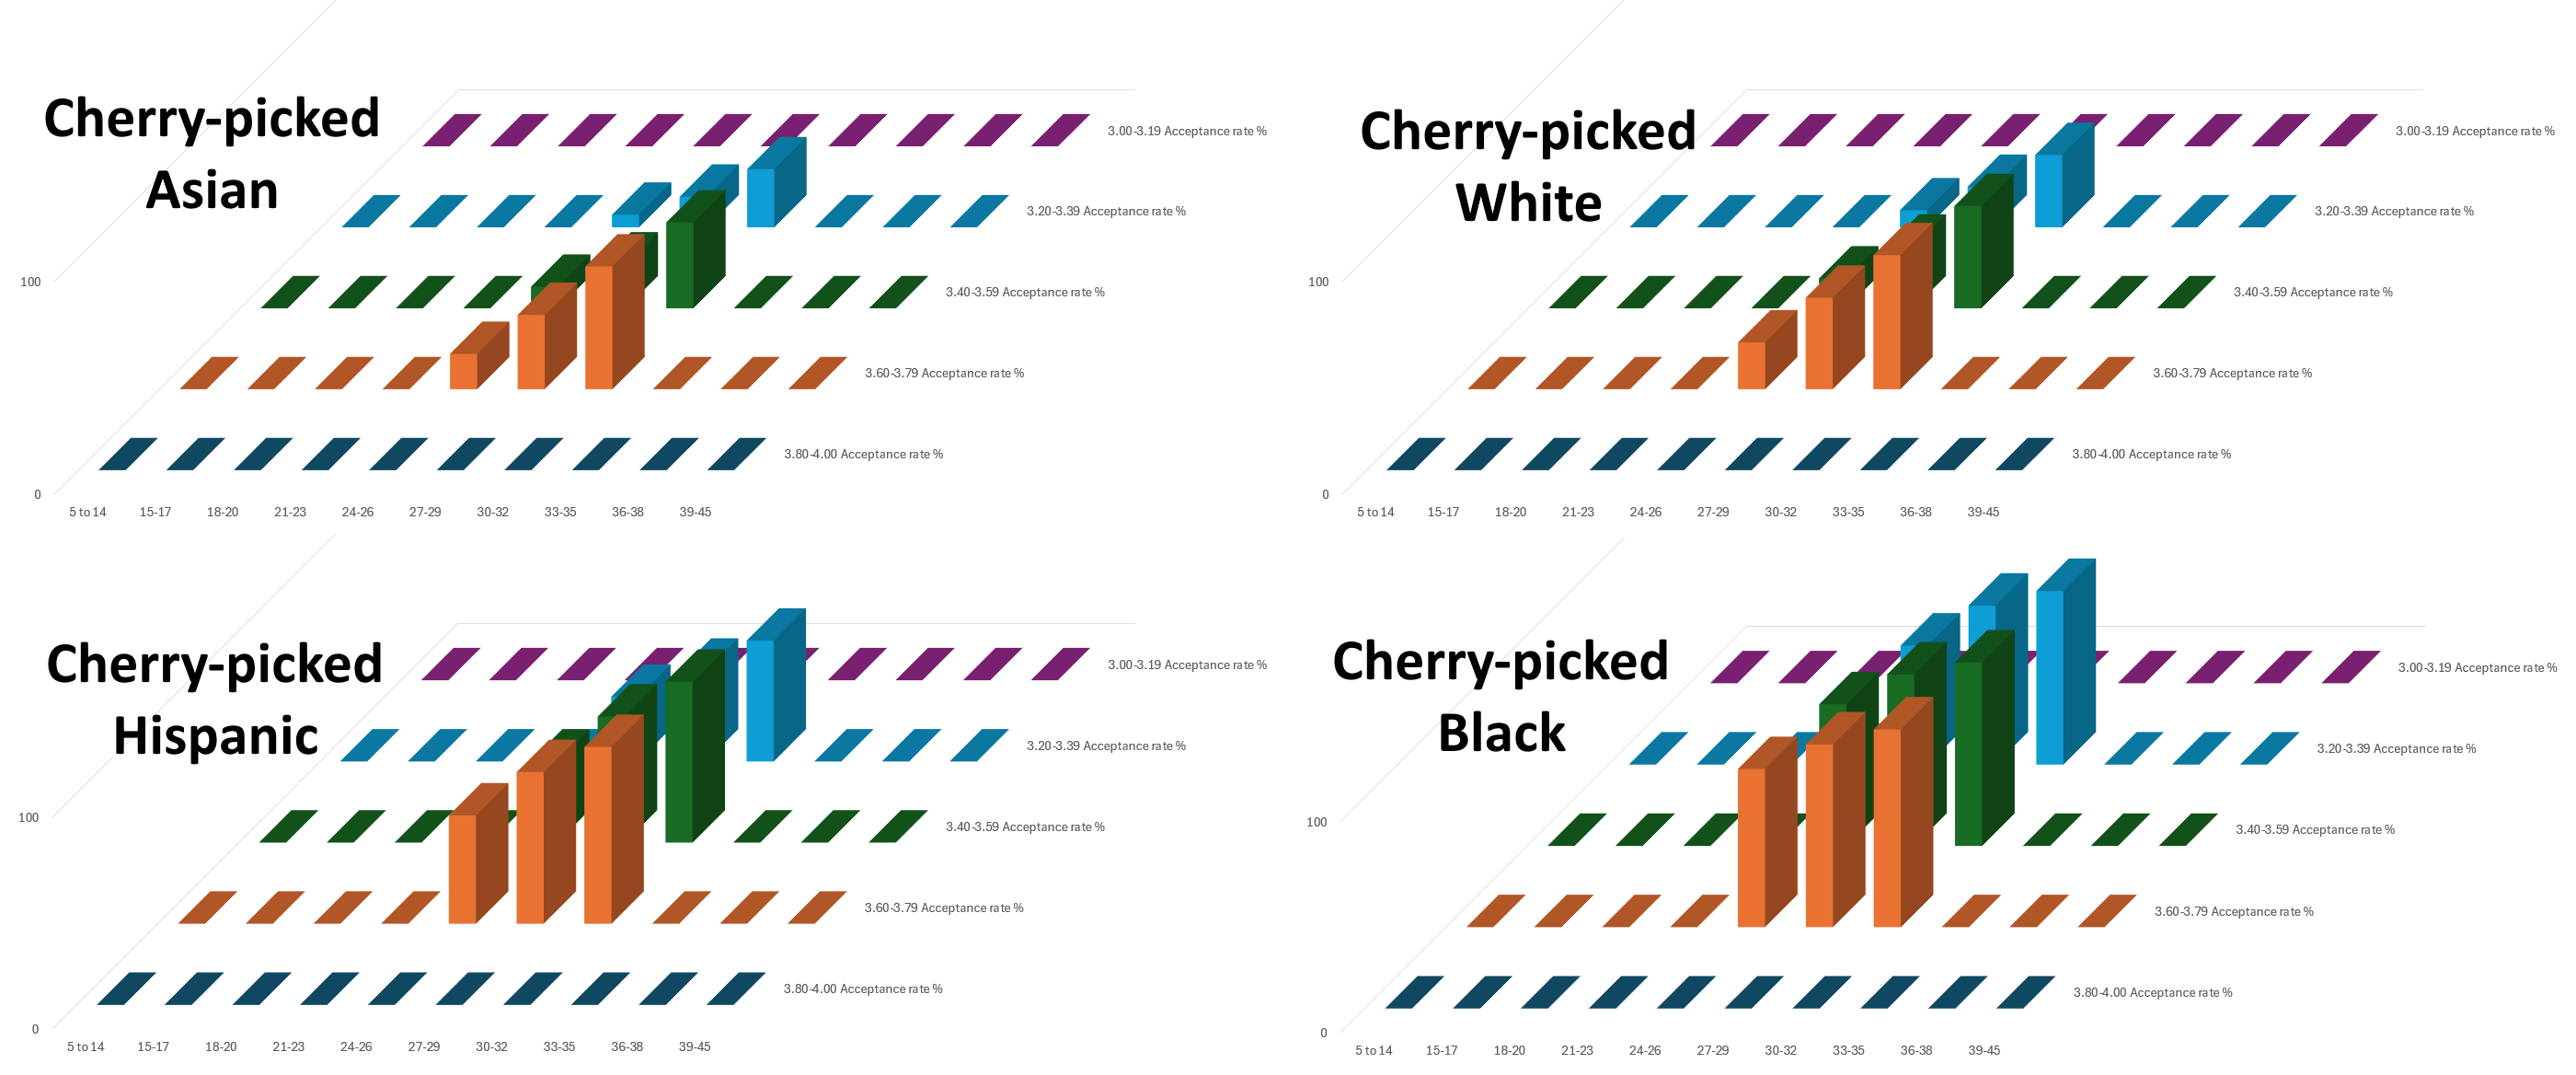 Cherry-picked
Asian
3.00-3.19 Acceptance rate %
3.20-3.39 Acceptance rate %
100
3.40-3.59 Acceptance rate %
3.60-3.79 Acceptance rate %
3.80-4.00 Acceptance rate %
0
5 to 14 15-17 18-20 21-23 24-26 27-29 30-32 33-35 36-38 39-45
Cherry-picked
White
3.00-3.19 Acceptance rate %
3.20-3.39 Acceptance rate %
100
3.40-3.59 Acceptance rate %
3.60-3.79 Acceptance rate %
3.80-4.00 Acceptance rate %
0
5 to 14 15-17 18-20 21-23 24-26 27-29 30-32 33-35 36-38 39-45
Cherry-picked
Hispanic
3.00-3.19 Acceptance rate %
3.20-3.39 Acceptance rate %
100
3.40-3.59 Acceptance rate %
3.60-3.79 Acceptance rate %
3.80-4.00 Acceptance rate %
0
5 to 14 15-17 18-20 21-23 24-26 27-29 30-32 33-35 36-38 39-45
Cherry-picked
Black
3.00-3.19 Acceptance rate %
3.20-3.39 Acceptance rate %
100
3.40-3.59 Acceptance rate %
3.60-3.79 Acceptance rate %
3.80-4.00 Acceptance rate %
0
5 to 14 15-17 18-20 21-23 24-26 27-29 30-32 33-35 36-38 39-45